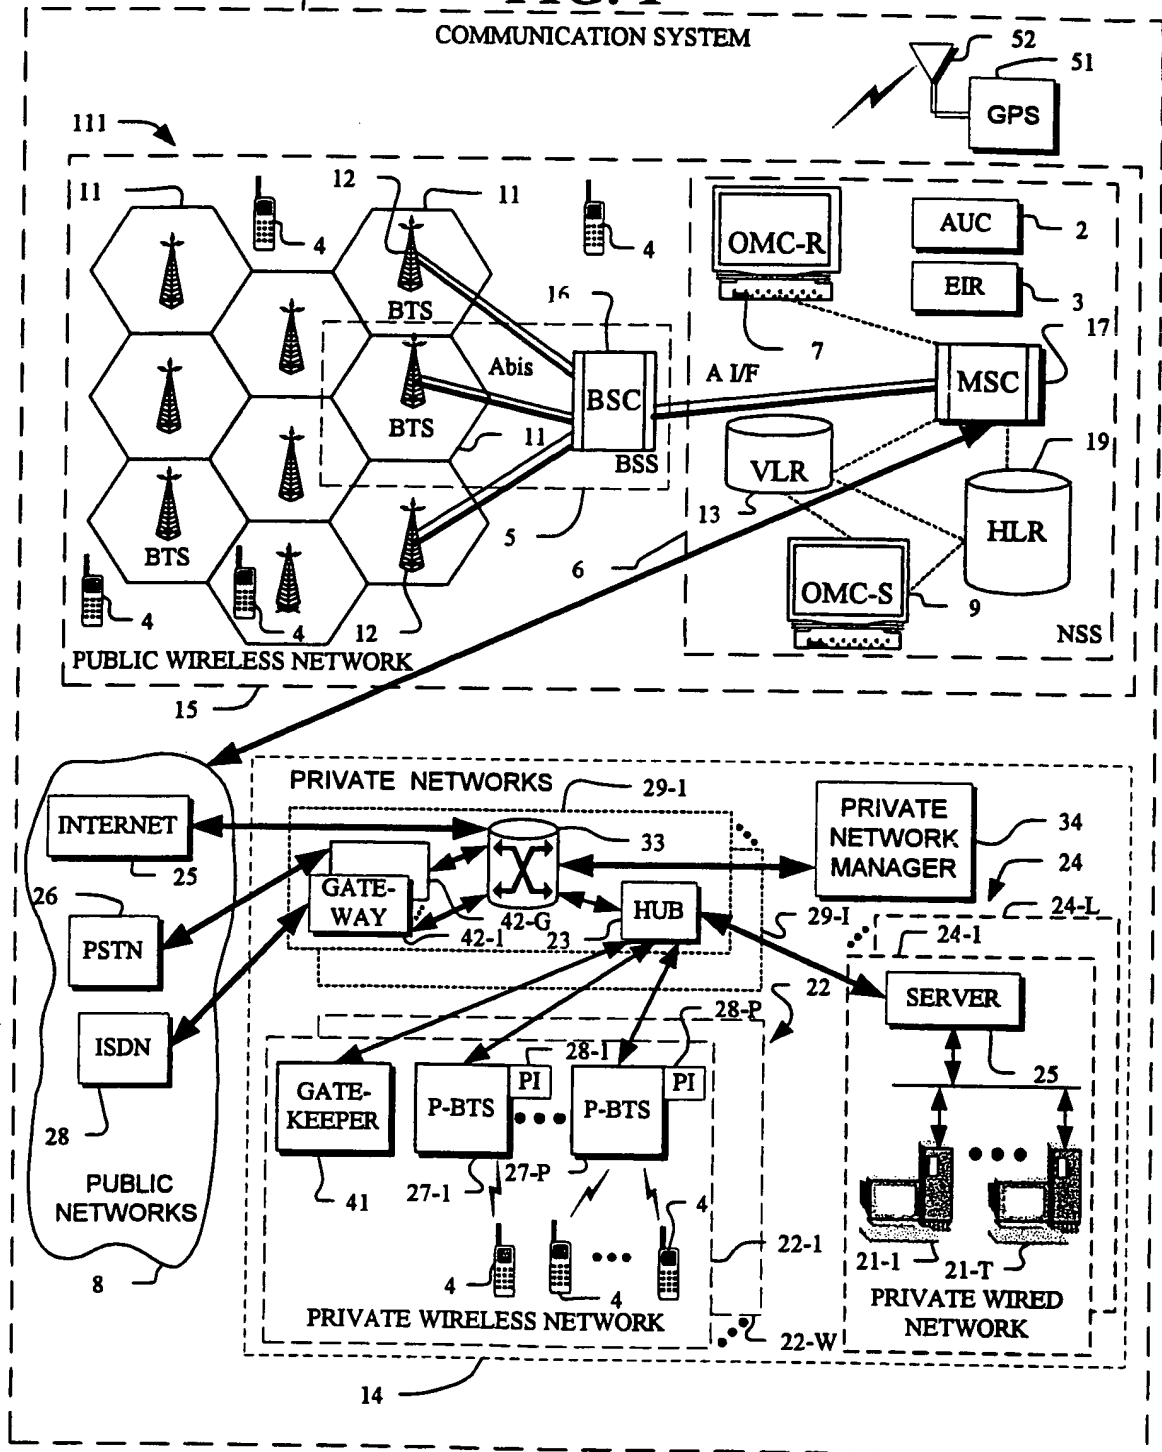 FIG. 1
COMMUNICATION SYSTEM
52
51
GPS
111
11
12
11
4
4
OMC-R
AUC
2
EIR
3
BTS
16
7
17
Abis
BSC
A I/F
MSC
BTS
11
BSS
VLR
19
13
HLR
5
6
BTS
OMC-S
9
4
4
12
NSS
PUBLIC WIRELESS NETWORK
15
PRIVATE NETWORKS
29-1
INTERNET
33
PRIVATE
NETWORK
MANAGER
34
25
24
26
GATE-
WAY
HUB
24-L
PSTN
42-1
42-G
23
29-I
24-1
ISDN
22
SERVER
28-P
28-1
25
GATE-
KEEPER
P-BTS
PI
P-BTS
PI
28
41
27-1
27-P
PUBLIC
NETWORKS
4
22-1
4
4
21-1
21-T
8
PRIVATE WIRELESS NETWORK
PRIVATE WIRED
NETWORK
22-W
14